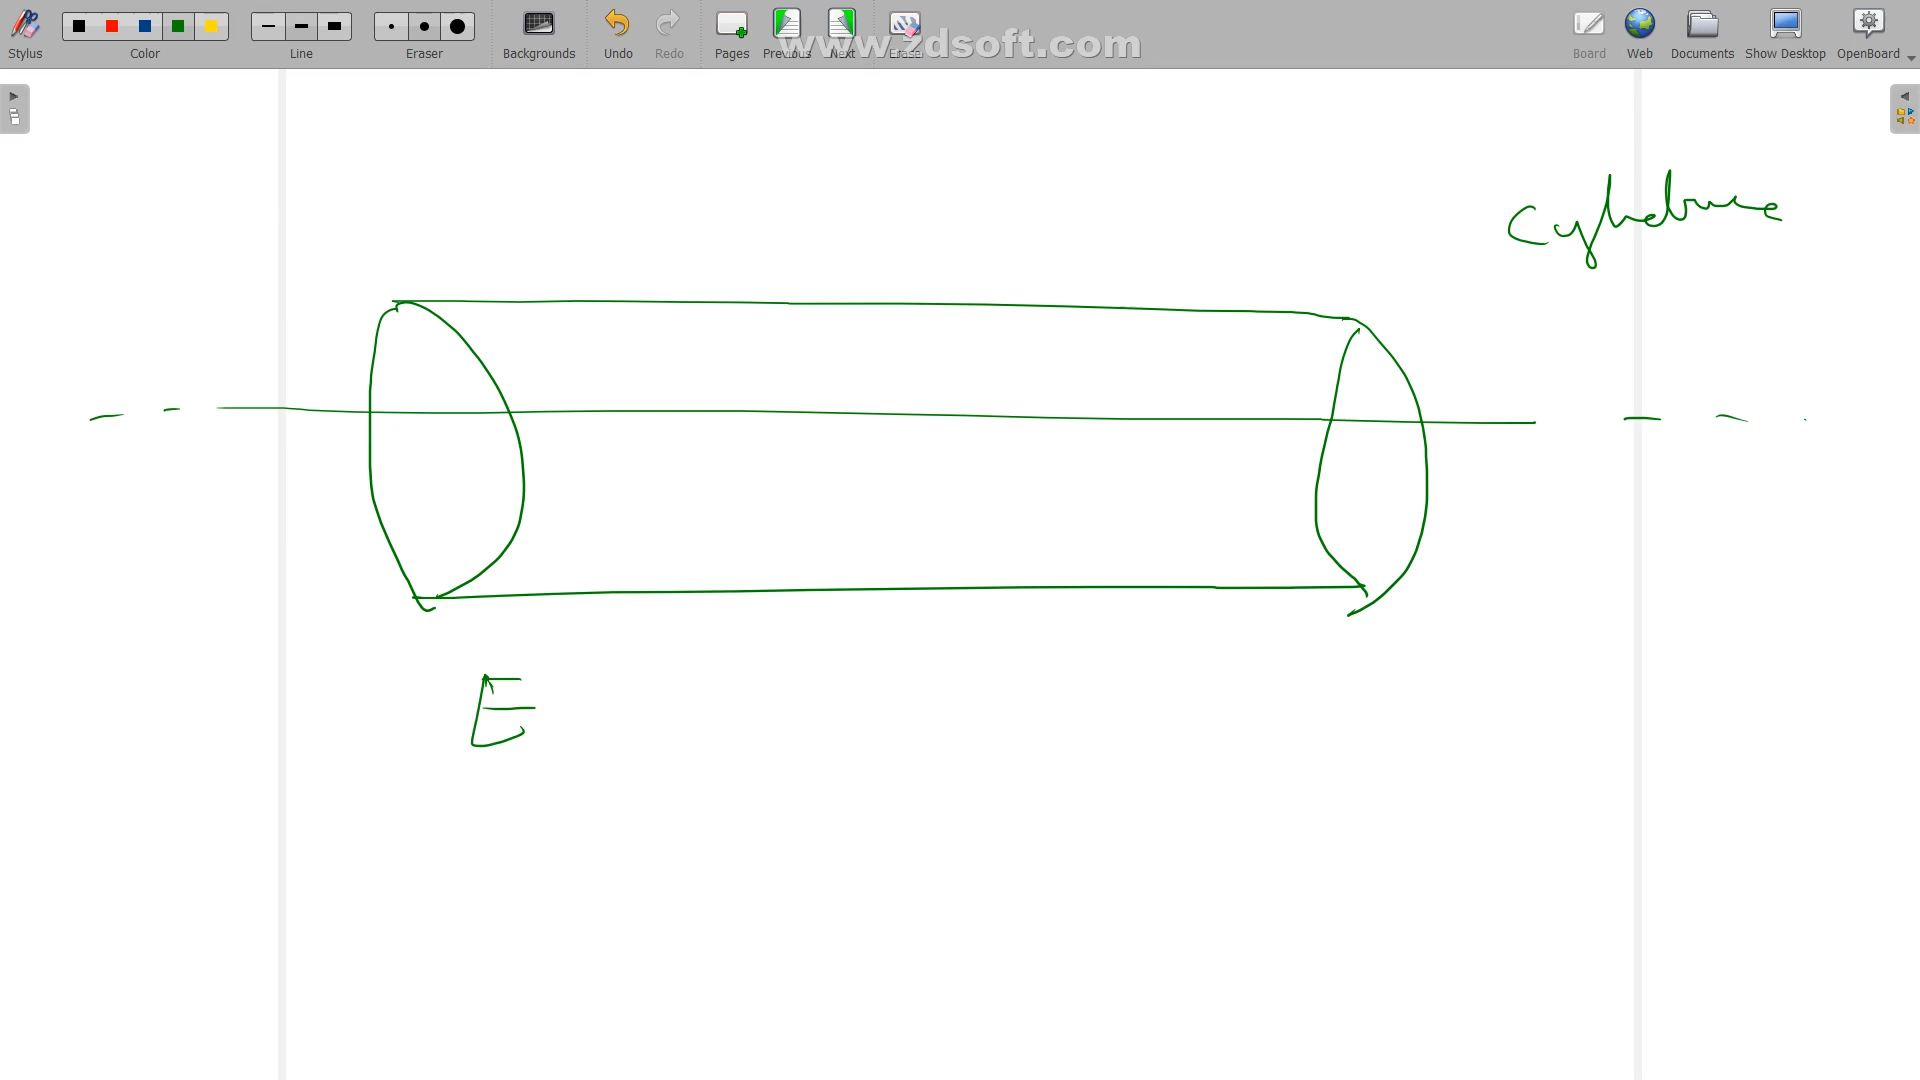 Stylus Color Line Eraser Backgrounds Undo Redo Pages Previous Next Erase Board Web Documents Show Desktop OpenBoard
www.zdsoft.com
E